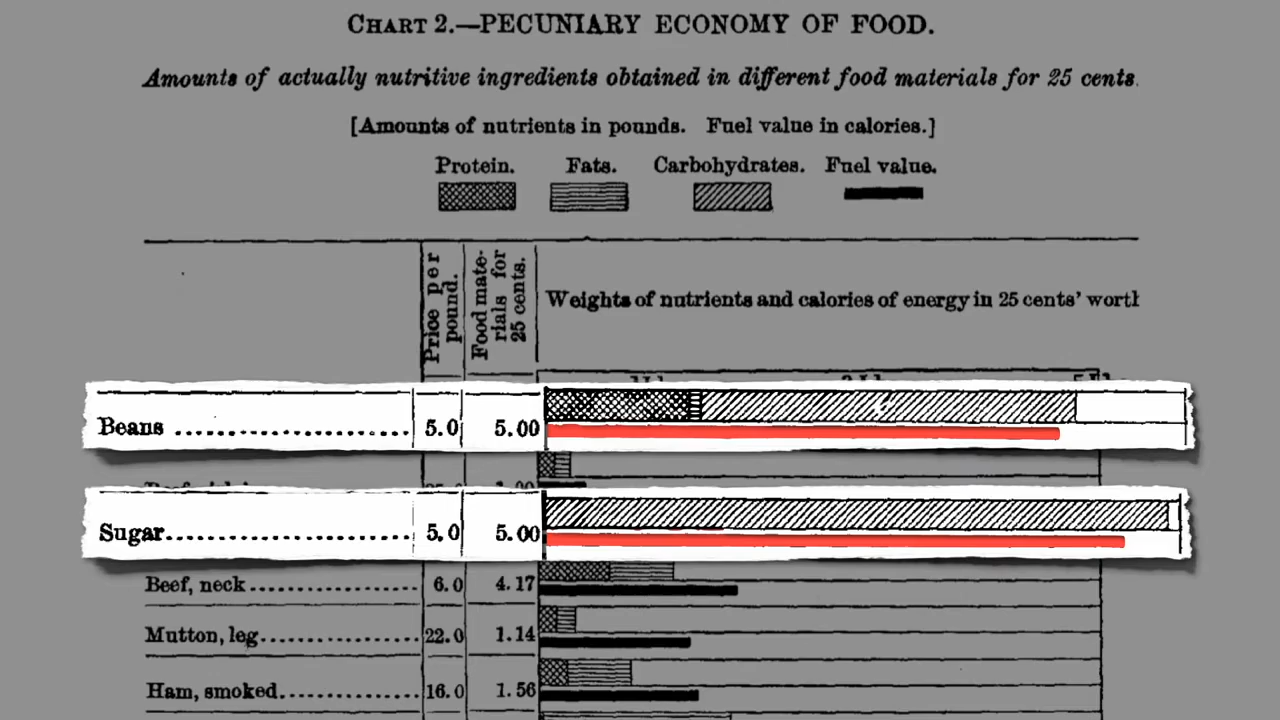 CHART 2.—PECUNIARY ECONOMY OF FOOD.
Amounts of actually nutritive ingredients obtained in different food materials for 25 cents.
[Amounts of nutrients in pounds. Fuel value in calories.]
Protein. Fats. Carbohydrates. Fuel value.
Price per pound.
Food mate-
rials for
25 cents.
Weights of nutrients and calories of energy in 25 cents' worth
Beans 5.0 5.00
Sugar 5.0 5.00
Beef, neck 6.0 4.17
Mutton, leg 22.0 1.14
Ham, smoked 16.0 1.56